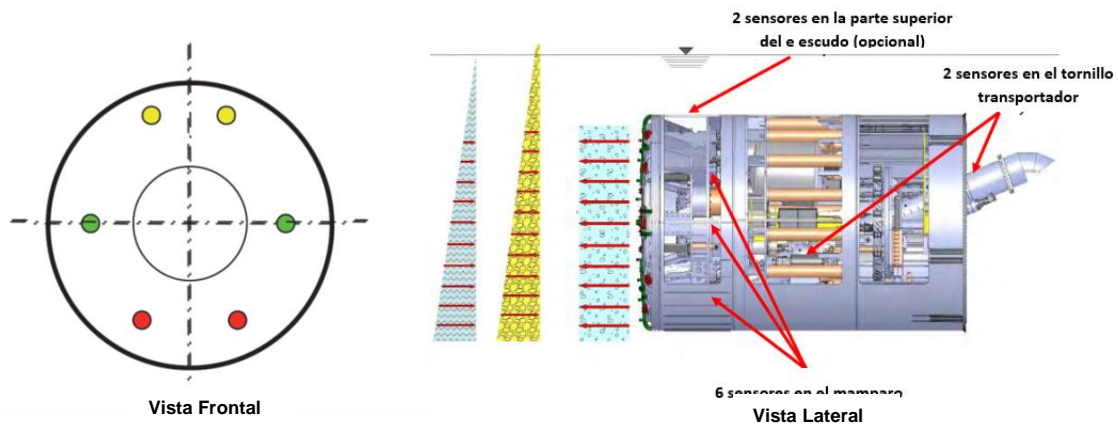 2 sensores en la parte superior
del e escudo (opcional)
2 sensores en el tornillo
transportador
6 sensores en el mamparo
Vista Frontal
Vista Lateral